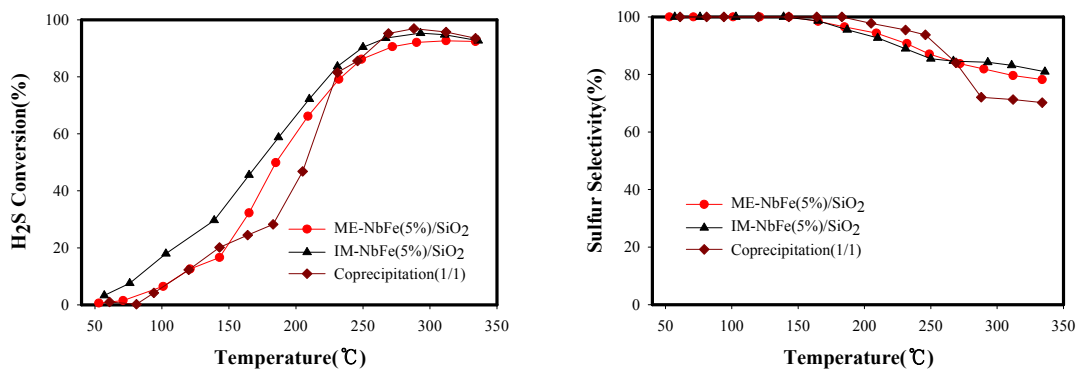 100
80
60
40
20
0
H2S Conversion(%)
ME-NbFe(5%)/SiO2
IM-NbFe(5%)/SiO2
Coprecipitation(1/1)
50 100 150 200 250 300 350
Temperature(℃)
100
80
60
40
20
0
Sulfur Selectivity(%)
ME-NbFe(5%)/SiO2
IM-NbFe(5%)/SiO2
Coprecipitation(1/1)
50 100 150 200 250 300 350
Temperature(℃)